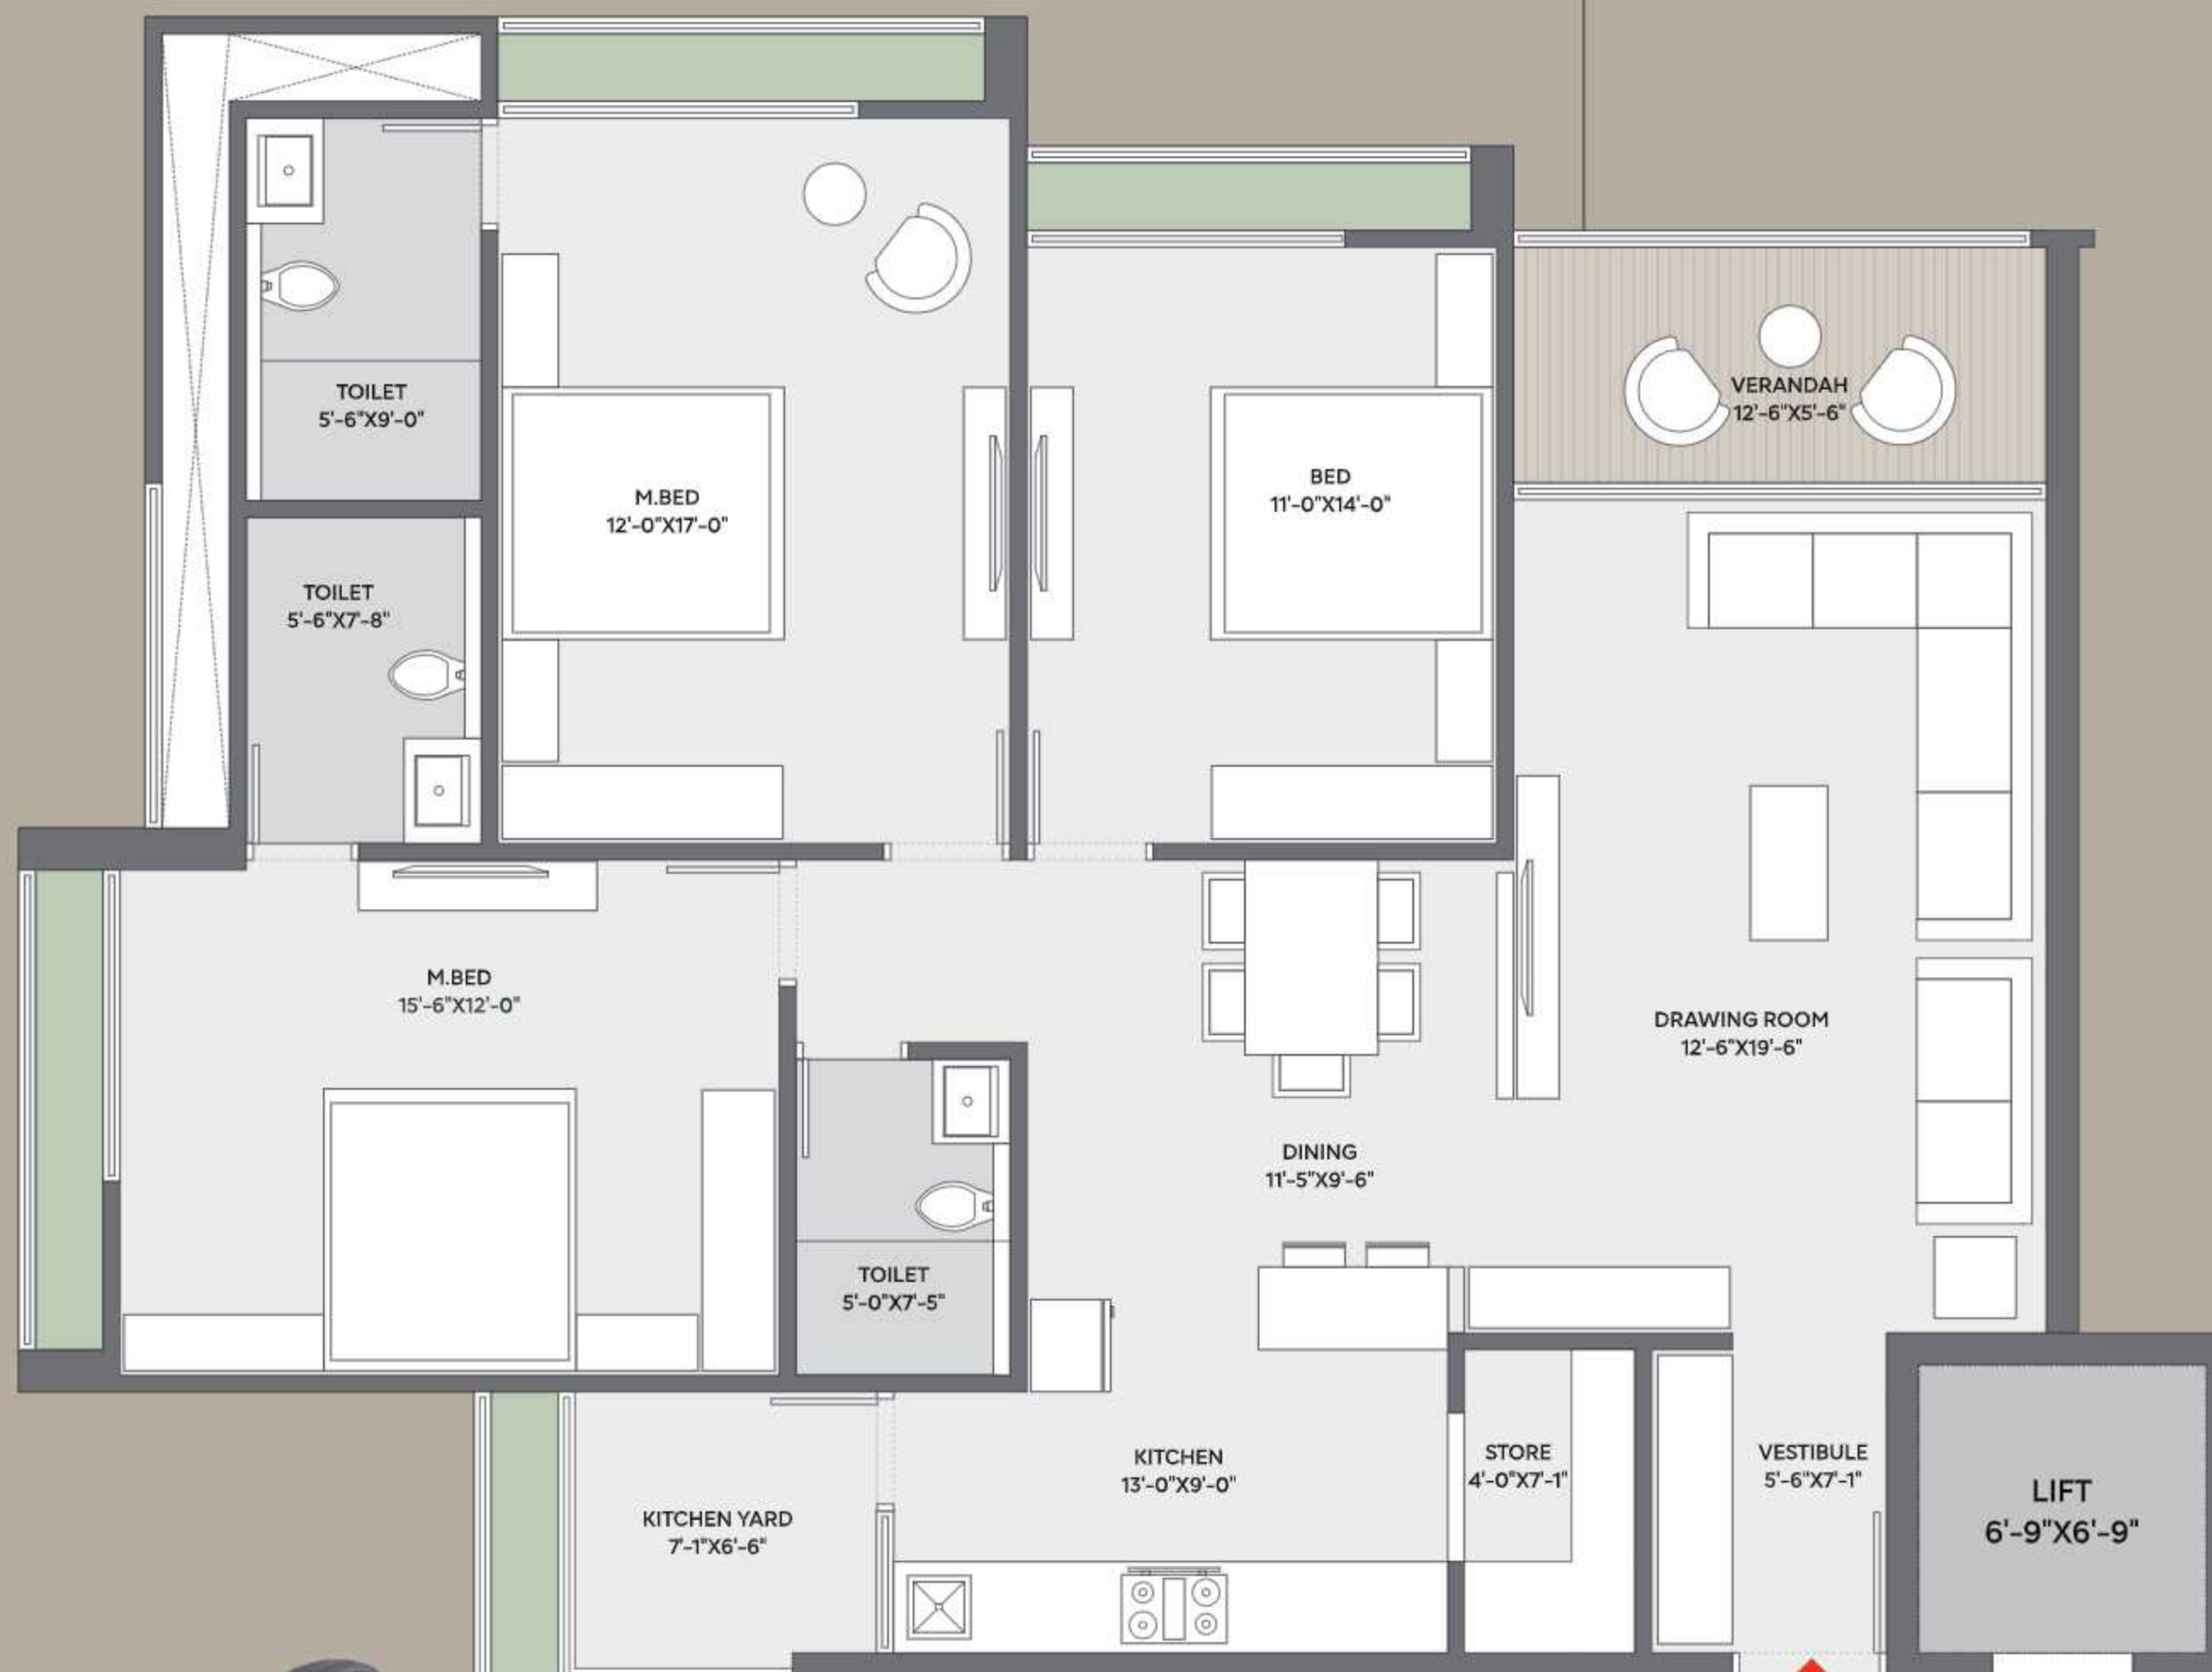 TOILET
5'-6"X9'-0"
M.BED
12'-0"X17'-0"
BED
11'-0"X14'-0"
VERANDAH
12'-6"X5'-6"
TOILET
5'-6"X7'-8"
M.BED
15'-6"X12'-0"
DRAWING ROOM
12'-6"X19'-6"
DINING
11'-5"X9'-6"
TOILET
5'-0"X7'-5"
KITCHEN
13'-0"X9'-0"
STORE
4'-0"X7'-1"
VESTIBULE
5'-6"X7'-1"
LIFT
6'-9"X6'-9"
KITCHEN YARD
7'-1"X6'-6"